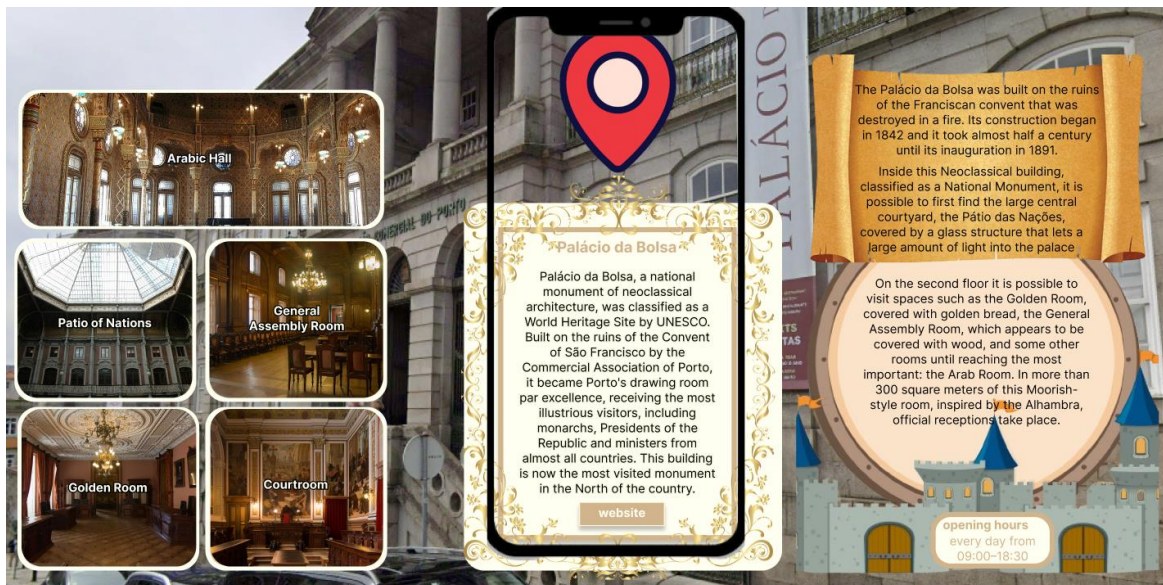 Arabic Hall
Patio of Nations
General
Assembly Room
Golden Room
Courtroom
COMERCIAL DO PORTO
Palácio da Bolsa
Palácio da Bolsa, a national
monument of neoclassical
architecture, was classified as a
World Heritage Site by UNESCO.
Built on the ruins of the Convent
of São Francisco by the
Commercial Association of Porto,
it became Porto's drawing room
par excellence, receiving the most
illustrious visitors, including
monarchs, Presidents of the
Republic and ministers from
almost all countries. This building
is now the most visited monument
in the North of the country.
website
PALÁCIO
The Palácio da Bolsa was built on the ruins
of the Franciscan convent that was
destroyed in a fire. Its construction began
in 1842 and it took almost half a century
until its inauguration in 1891.
Inside this Neoclassical building,
classified as a National Monument, it is
possible to first find the large central
courtyard, the Pátio das Nações,
covered by a glass structure that lets a
large amount of light into the palace
On the second floor it is possible to
visit spaces such as the Golden Room,
covered with golden bread, the General
Assembly Room, which appears to be
covered with wood, and some other
rooms until reaching the most
important: the Arab Room. In more than
300 square meters of this Moorish-
style room, inspired by the Alhambra,
official receptions take place.
opening hours
every day from
09:00–18:30